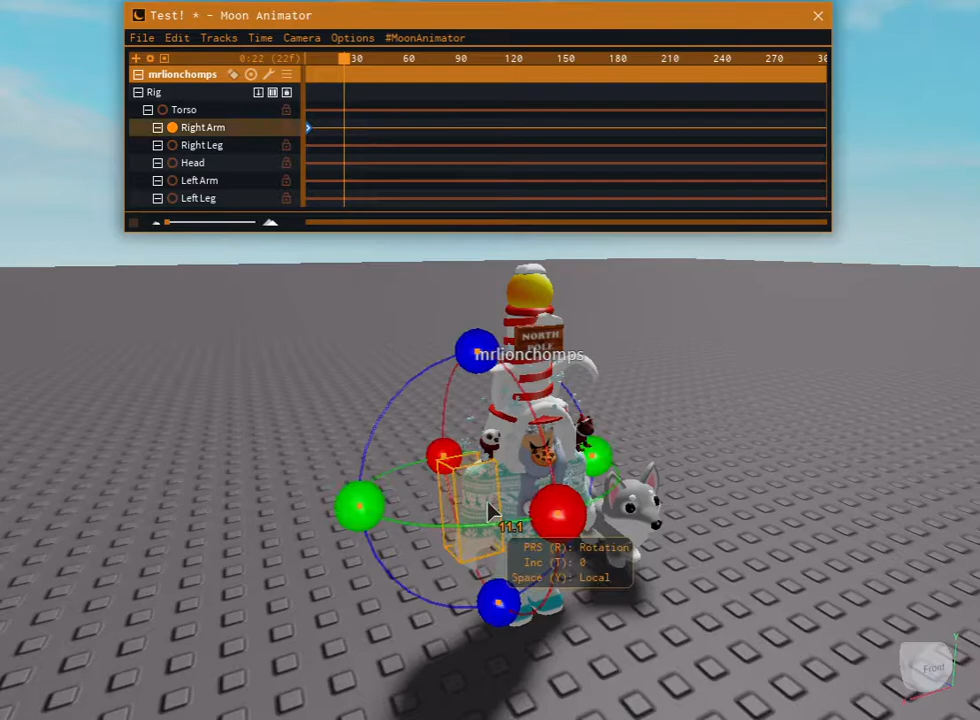 Test! * - Moon Animator
File Edit Tracks Time Camera Options #MoonAnimator
0:22 (22f) 30 60 90 120 150 180 210 240 270 30
mrlionchomps
Rig
Torso
Right Arm
Right Leg
Head
Left Arm
Left Leg
NORTH
POLE
mrlionchomps
11.1
PRS (R): Rotation
Inc (T): 0
Space (Y): Local
Front
Y